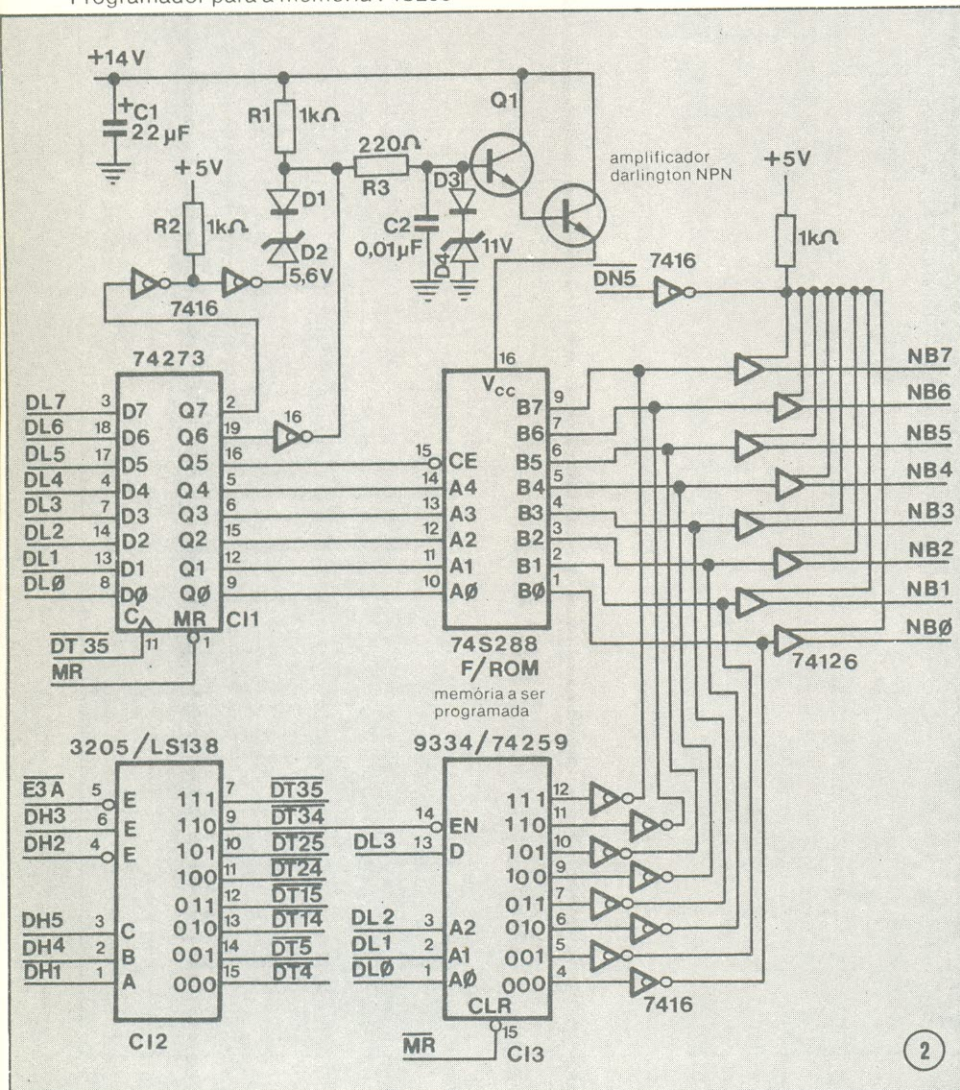 Programador para a memória 74S288
+14V
+C1
22µF
R1
1kΩ
Q1
+5V
R2
1kΩ
D1
D2
5,6V
220Ω
R3
C2
0,01µF
D3
D4
11V
amplificador
darlington NPN
+5V
1kΩ
DN5
7416
7416
74273
DL7 3 D7 Q7 2
DL6 18 D6 Q6 19
DL5 17 D5 Q5 16
DL4 4 D4 Q4 5
DL3 7 D3 Q3 6
DL2 14 D2 Q2 15
DL1 13 D1 Q1 12
DLØ 8 DØ QØ 9
C MR CI1
DT35 11 1
MR
16
16
Vcc
B7 9
B6 7
15 CE B5 6
14 A4 B4 5
13 A3 B3 4
12 A2 B2 3
11 A1 B1 2
10 AØ BØ 1
74S288
F/ROM
memória a ser
programada
NB7
NB6
NB5
NB4
NB3
NB2
NB1
NBØ
74126
3205/LS138
E3A 5 E 111 7 DT35
DH3 6 E 110 9 DT34
DH2 4 E 101 10 DT25
100 11 DT24
011 12 DT15
DH5 3 C 010 13 DT14
DH4 2 B 001 14 DT5
DH1 1 A 000 15 DT4
CI2
9334/74259
111 12
14 EN 110 11
DL3 13 D 101 10
100 9
011 7
DL2 3 A2 010 6
DL1 2 A1 001 5
DLØ 1 AØ 000 4
CLR
7416
MR 15 CI3
2